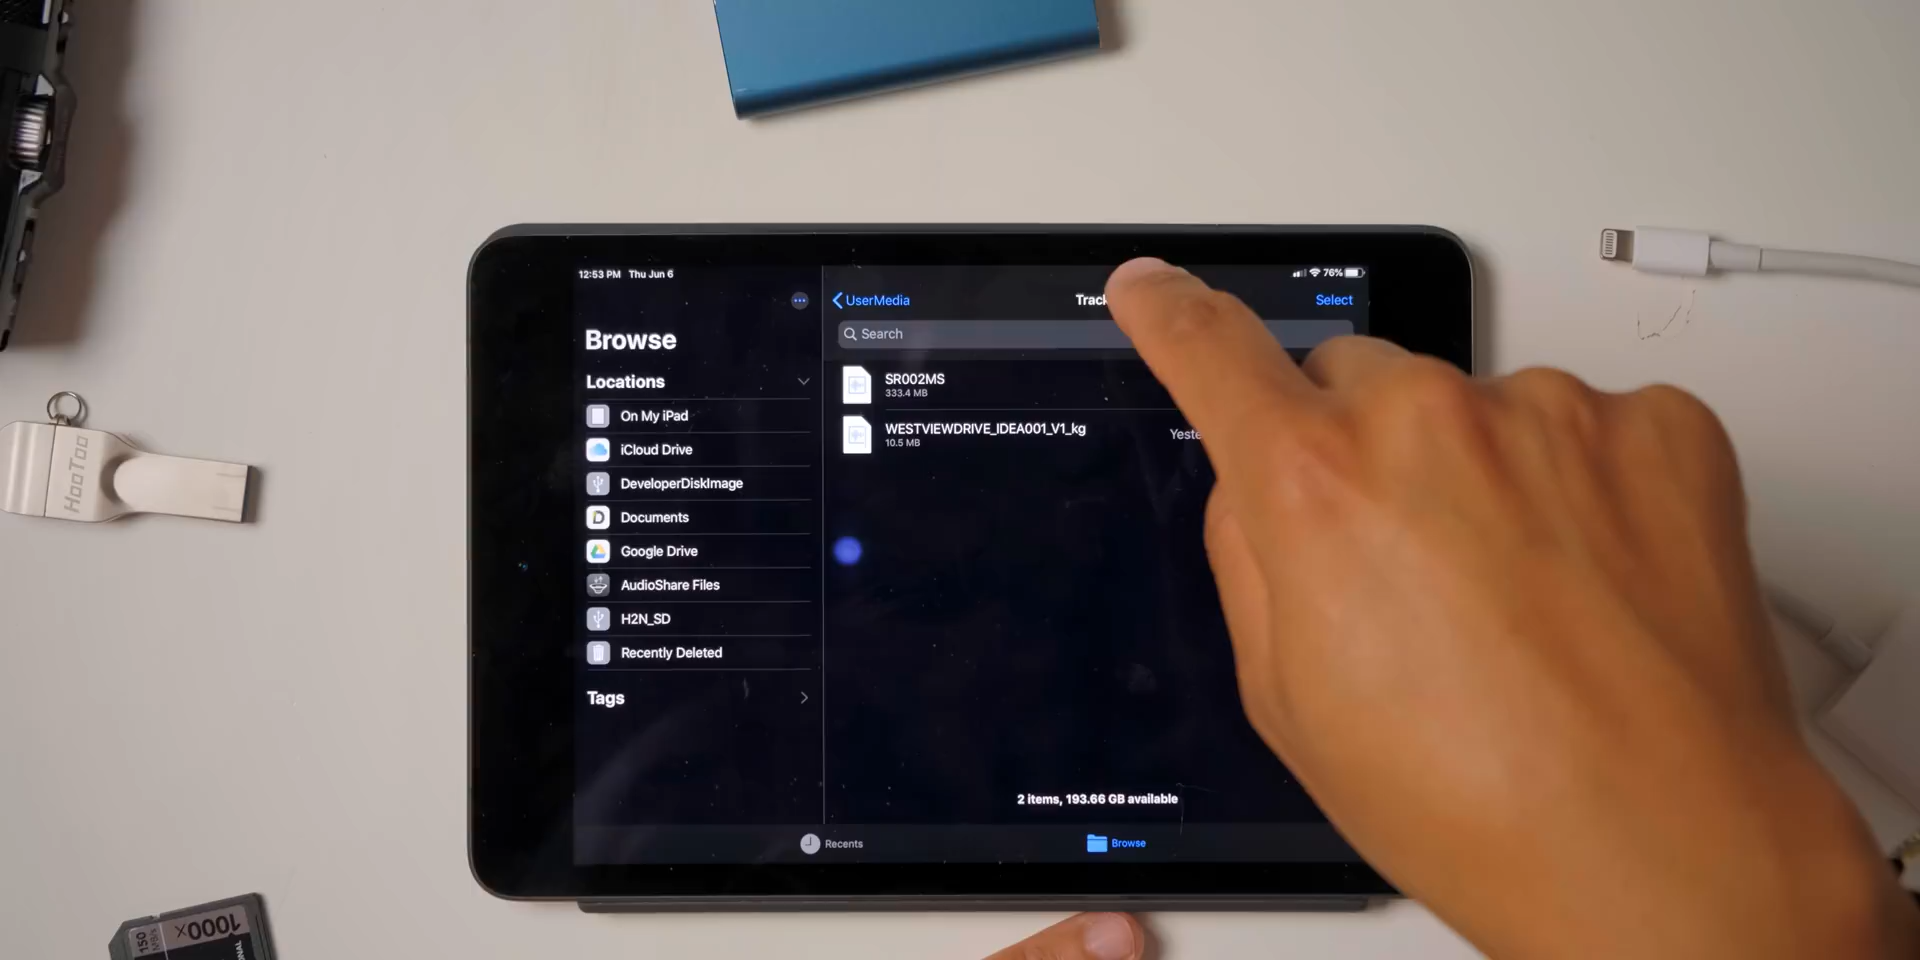 12:53 PM Thu Jun 6
76%
UserMedia
Select
Search
Browse
Locations
On My iPad
iCloud Drive
DeveloperDiskImage
Documents
Google Drive
AudioShare Files
H2N_SD
Recently Deleted
Tags
SR002MS
333.4 MB
WESTVIEWDRIVE_IDEA001_V1_kg
10.5 MB
2 items, 193.66 GB available
Recents
Browse
HooToo
1000x
150
MB/s